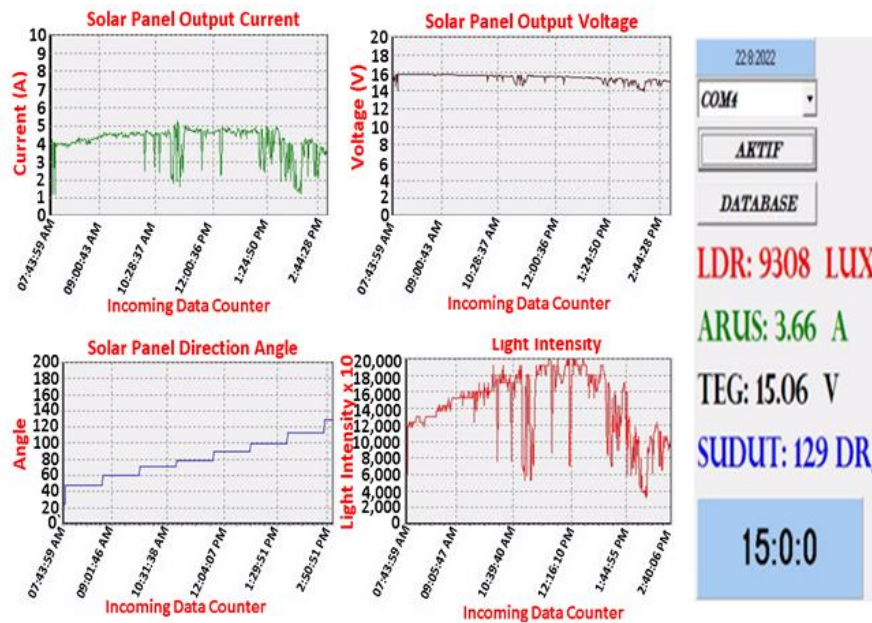 Solar Panel Output Current
Current (A)
10
9
8
7
6
5
4
3
2
1
0
07:43:59 AM
09:00:43 AM
10:28:37 AM
12:00:36 PM
1:24:50 PM
2:44:28 PM
Incoming Data Counter
Solar Panel Output Voltage
Voltage (V)
20
18
16
14
12
10
8
6
4
2
0
07:43:59 AM
09:00:43 AM
10:28:37 AM
12:00:36 PM
1:24:50 PM
2:44:28 PM
Incoming Data Counter
Solar Panel Direction Angle
Angle
200
180
160
140
120
100
80
60
40
20
0
07:43:59 AM
09:01:46 AM
10:31:38 AM
12:04:07 PM
1:29:51 PM
2:50:51 PM
Incoming Data Counter
Light Intensity
Light Intensity x 10
20,000
18,000
16,000
14,000
12,000
10,000
8,000
6,000
4,000
2,000
0
07:43:59 AM
09:05:47 AM
10:39:40 AM
12:16:10 PM
1:44:55 PM
2:40:06 PM
Incoming Data Counter
22-8-2022
COM4
AKTIF
DATABASE
LDR: 9308 LUX
ARUS: 3.66 A
TEG: 15.06 V
SUDUT: 129 DR
15:0:0